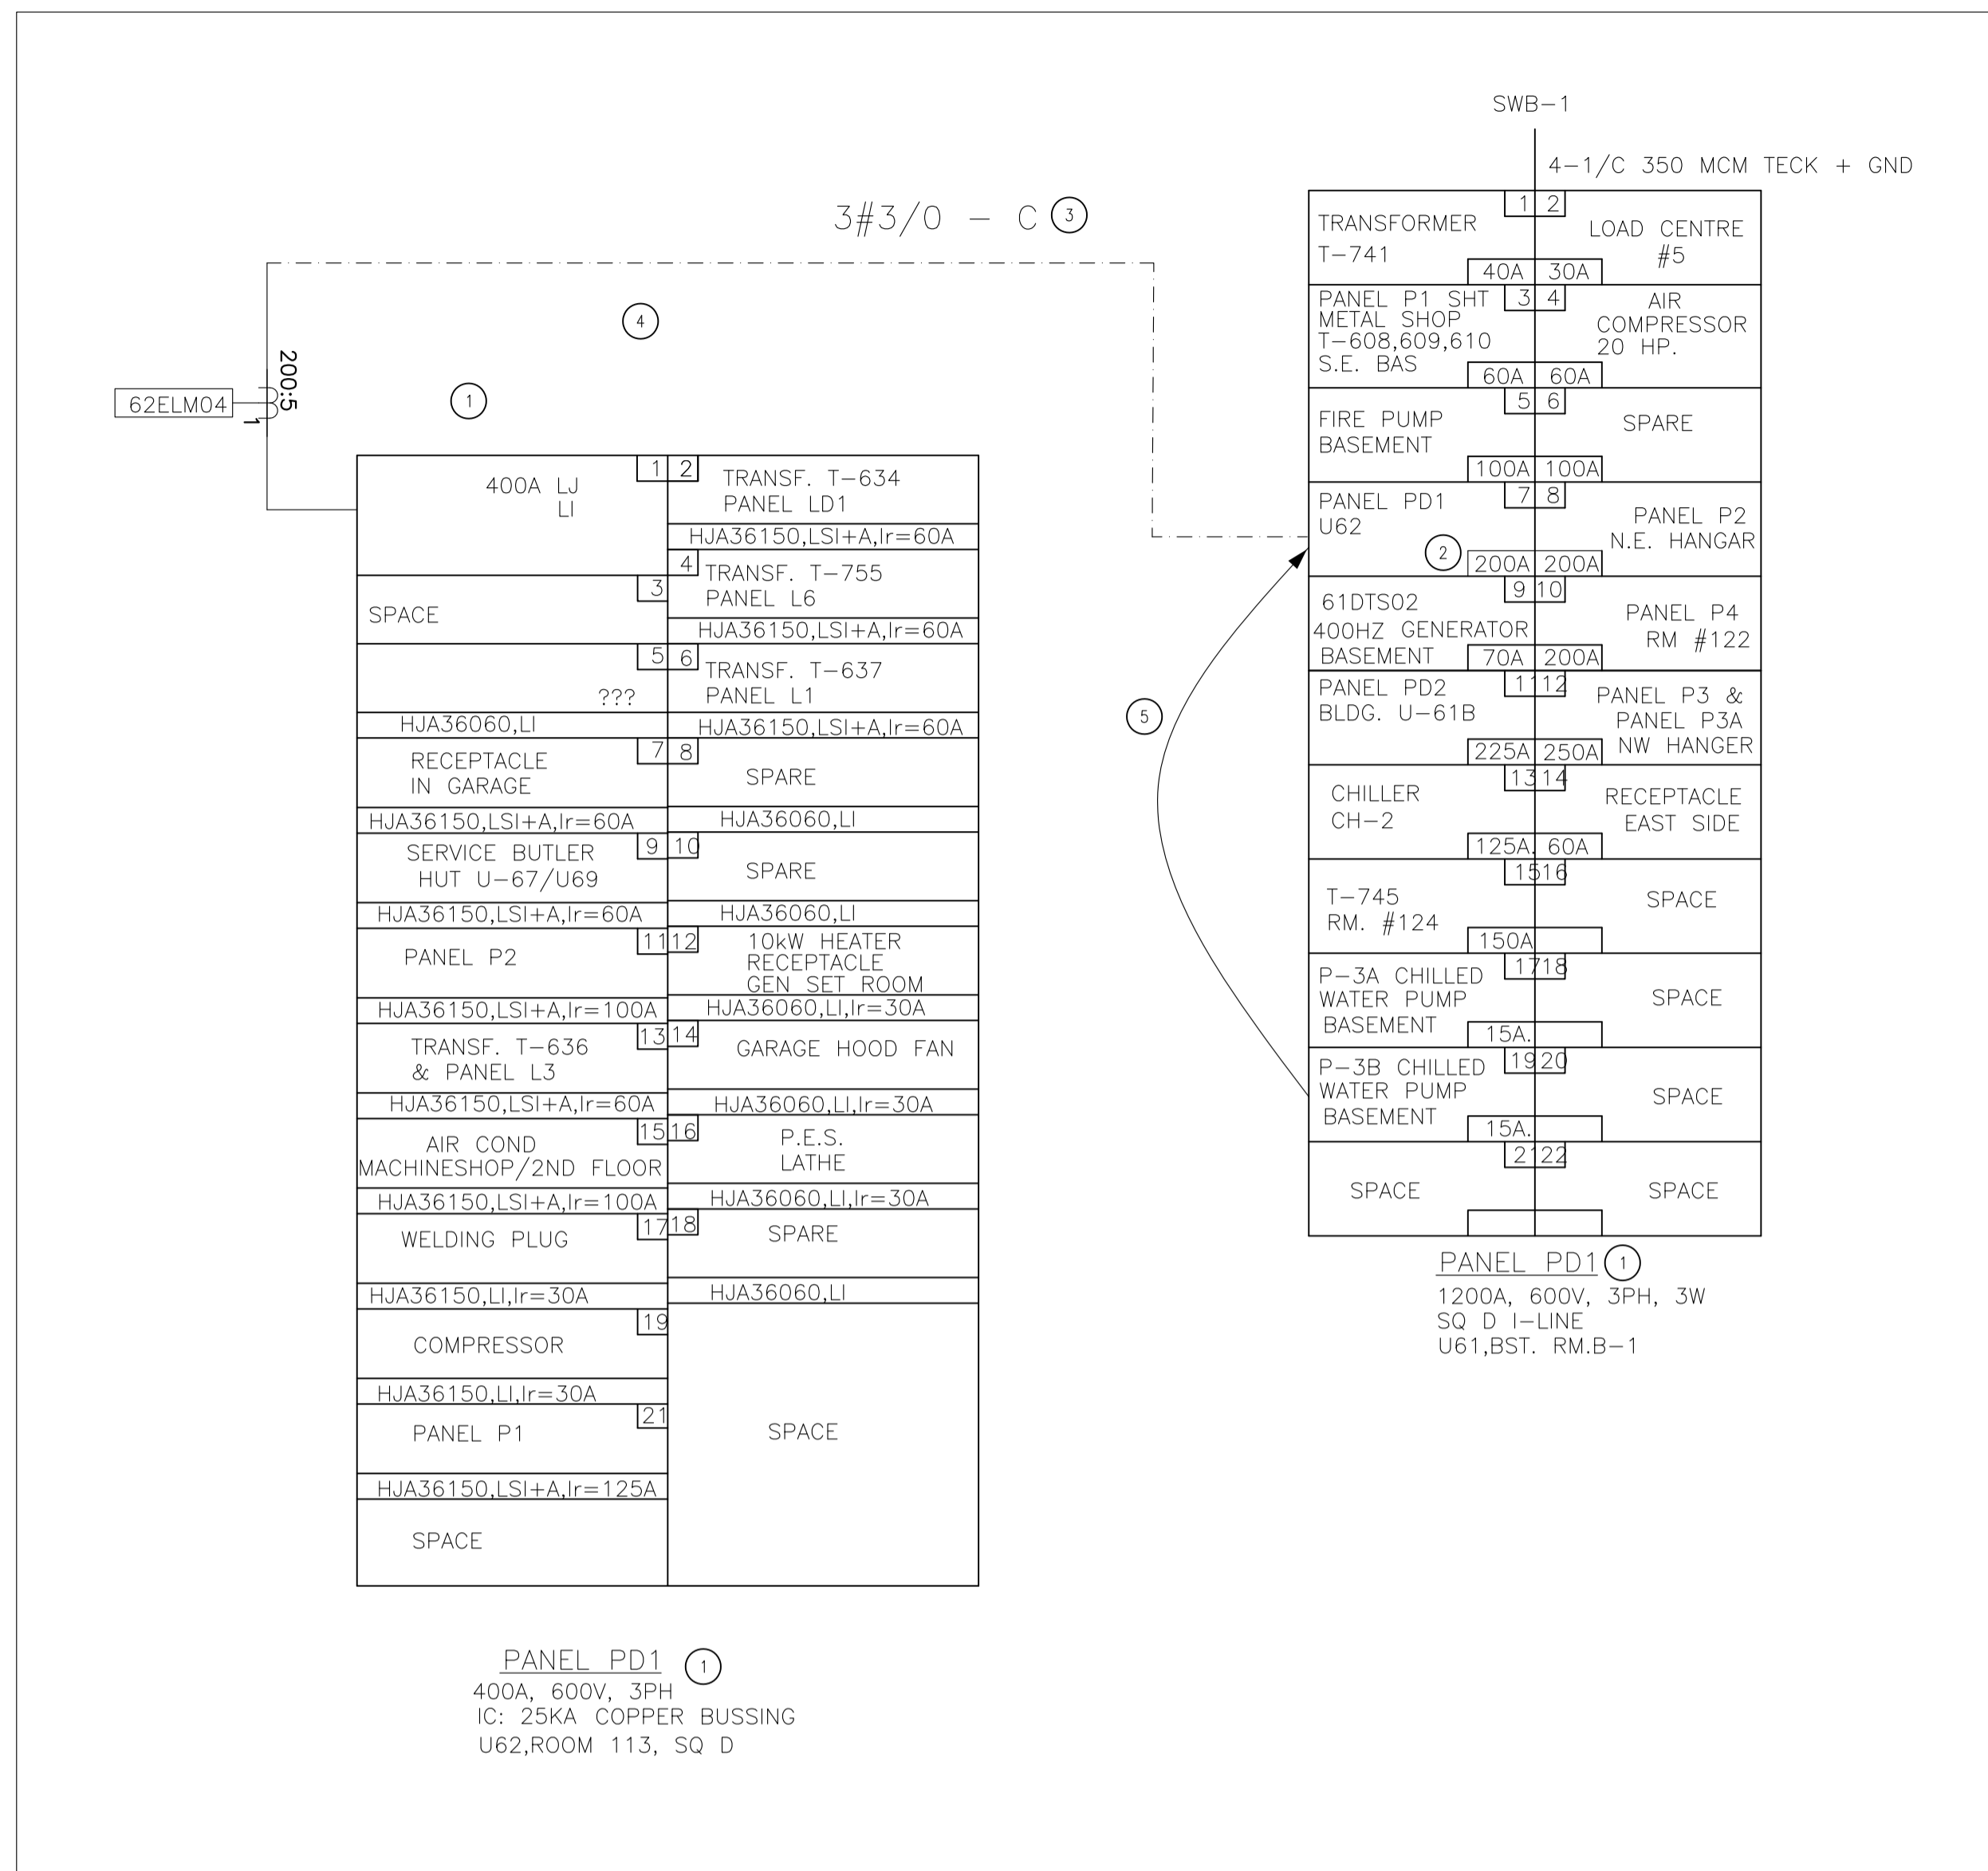 SWB-1
4-1/C 350 MCM TECK + GND
3#3/0 - C 3
4
1
200:5
1
62ELM04
1 2
400A LJ
LI
TRANSF. T-634
PANEL LD1
HJA36150,LSI+A,Ir=60A
3
SPACE
4
TRANSF. T-755
PANEL L6
HJA36150,LSI+A,Ir=60A
5 6
???
HJA36060,LI
TRANSF. T-637
PANEL L1
HJA36150,LSI+A,Ir=60A
7 8
RECEPTACLE
IN GARAGE
HJA36150,LSI+A,Ir=60A
SPARE
HJA36060,LI
9 10
SERVICE BUTLER
HUT U-67/U69
HJA36150,LSI+A,Ir=60A
SPARE
HJA36060,LI
11 12
PANEL P2
HJA36150,LSI+A,Ir=100A
10kW HEATER
RECEPTACLE
GEN SET ROOM
HJA36060,LI,Ir=30A
13 14
TRANSF. T-636
& PANEL L3
HJA36150,LSI+A,Ir=60A
GARAGE HOOD FAN
HJA36060,LI,Ir=30A
15 16
AIR COND
MACHINESHOP/2ND FLOOR
HJA36150,LSI+A,Ir=100A
P.E.S.
LATHE
HJA36060,LI,Ir=30A
17 18
WELDING PLUG
HJA36150,LI,Ir=30A
SPARE
HJA36060,LI
19
COMPRESSOR
HJA36150,LI,Ir=30A
21
PANEL P1
HJA36150,LSI+A,Ir=125A
SPACE
SPACE
PANEL PD1 1
400A, 600V, 3PH
IC: 25KA COPPER BUSSING
U62,ROOM 113, SQ D
5
1 2
TRANSFORMER
T-741
LOAD CENTRE
#5
40A 30A
3 4
PANEL P1 SHT
METAL SHOP
T-608,609,610
S.E. BAS
AIR
COMPRESSOR
20 HP.
60A 60A
5 6
FIRE PUMP
BASEMENT
SPARE
100A 100A
7 8
PANEL PD1
U62
2
PANEL P2
N.E. HANGAR
200A 200A
9 10
61DTS02
400HZ GENERATOR
BASEMENT
PANEL P4
RM #122
70A 200A
11 12
PANEL PD2
BLDG. U-61B
PANEL P3 &
PANEL P3A
NW HANGER
225A 250A
13 14
CHILLER
CH-2
RECEPTACLE
EAST SIDE
125A. 60A
15 16
T-745
RM. #124
SPACE
150A
17 18
P-3A CHILLED
WATER PUMP
BASEMENT
SPACE
15A.
19 20
P-3B CHILLED
WATER PUMP
BASEMENT
SPACE
15A.
21 22
SPACE
SPACE
PANEL PD1 1
1200A, 600V, 3PH, 3W
SQ D I-LINE
U61,BST. RM.B-1